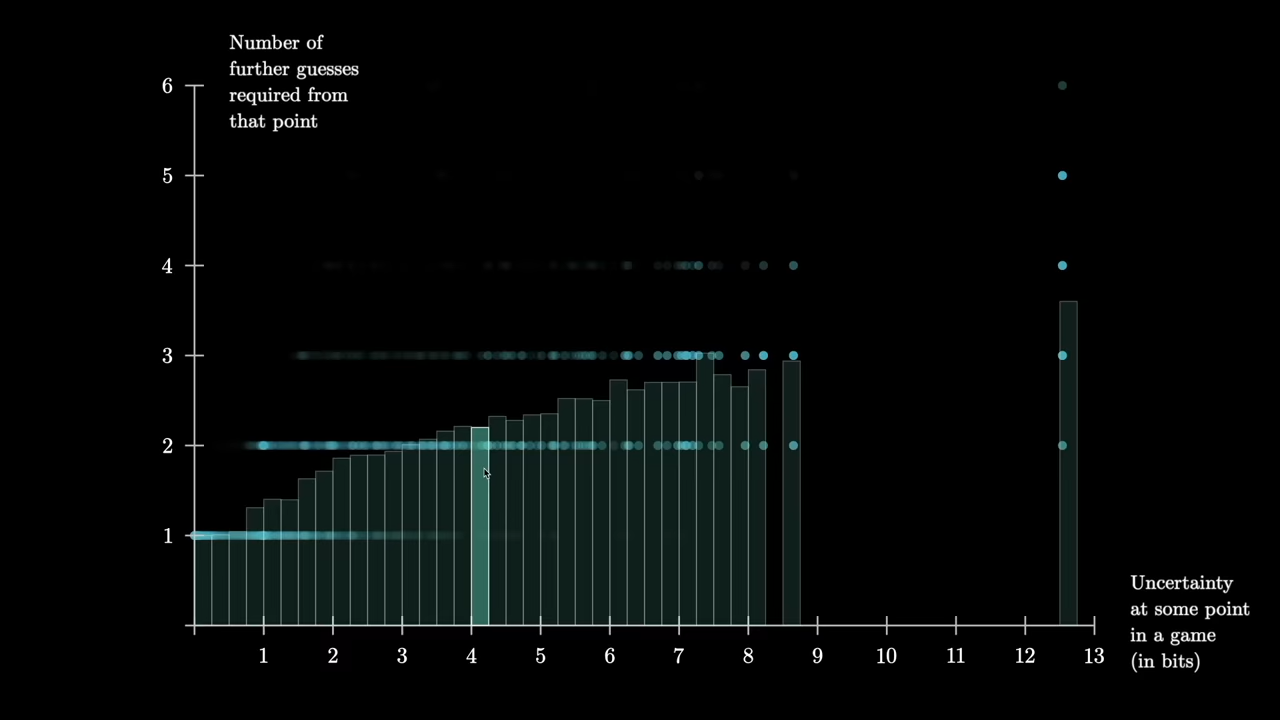 Number of
further guesses
required from
that point
6
5
4
3
2
1
1 2 3 4 5 6 7 8 9 10 11 12 13
Uncertainty
at some point
in a game
(in bits)